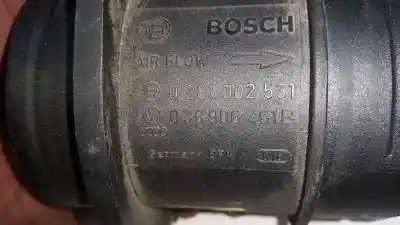 BOSCH
AIR FLOW
0 281 002 531
038 906 461B
Germany